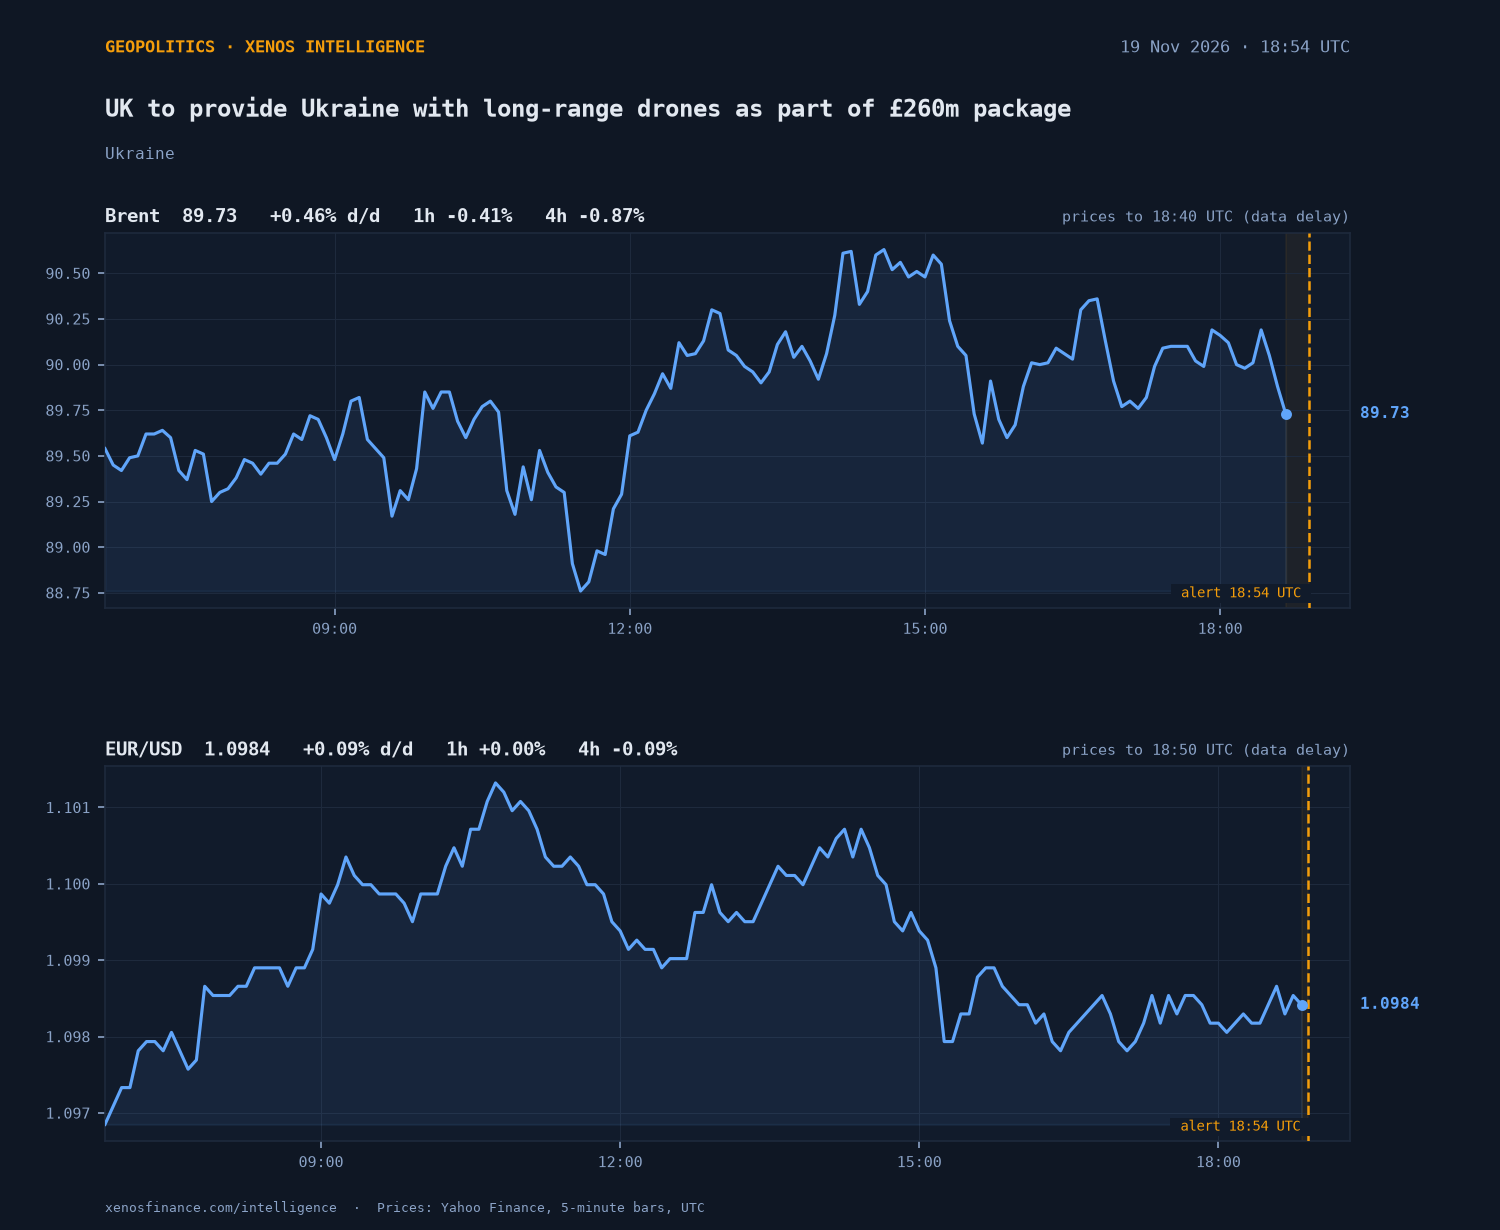 GEOPOLITICS · XENOS INTELLIGENCE
19 Nov 2026 · 18:54 UTC
UK to provide Ukraine with long-range drones as part of £260m package
Ukraine
Brent 89.73 +0.46% d/d 1h -0.41% 4h -0.87%
prices to 18:40 UTC (data delay)
90.50
90.25
90.00
89.75
89.50
89.25
89.00
88.75
89.73
alert 18:54 UTC
09:00 12:00 15:00 18:00
EUR/USD 1.0984 +0.09% d/d 1h +0.00% 4h -0.09%
prices to 18:50 UTC (data delay)
1.101
1.100
1.099
1.098
1.097
1.0984
alert 18:54 UTC
09:00 12:00 15:00 18:00
xenosfinance.com/intelligence · Prices: Yahoo Finance, 5-minute bars, UTC